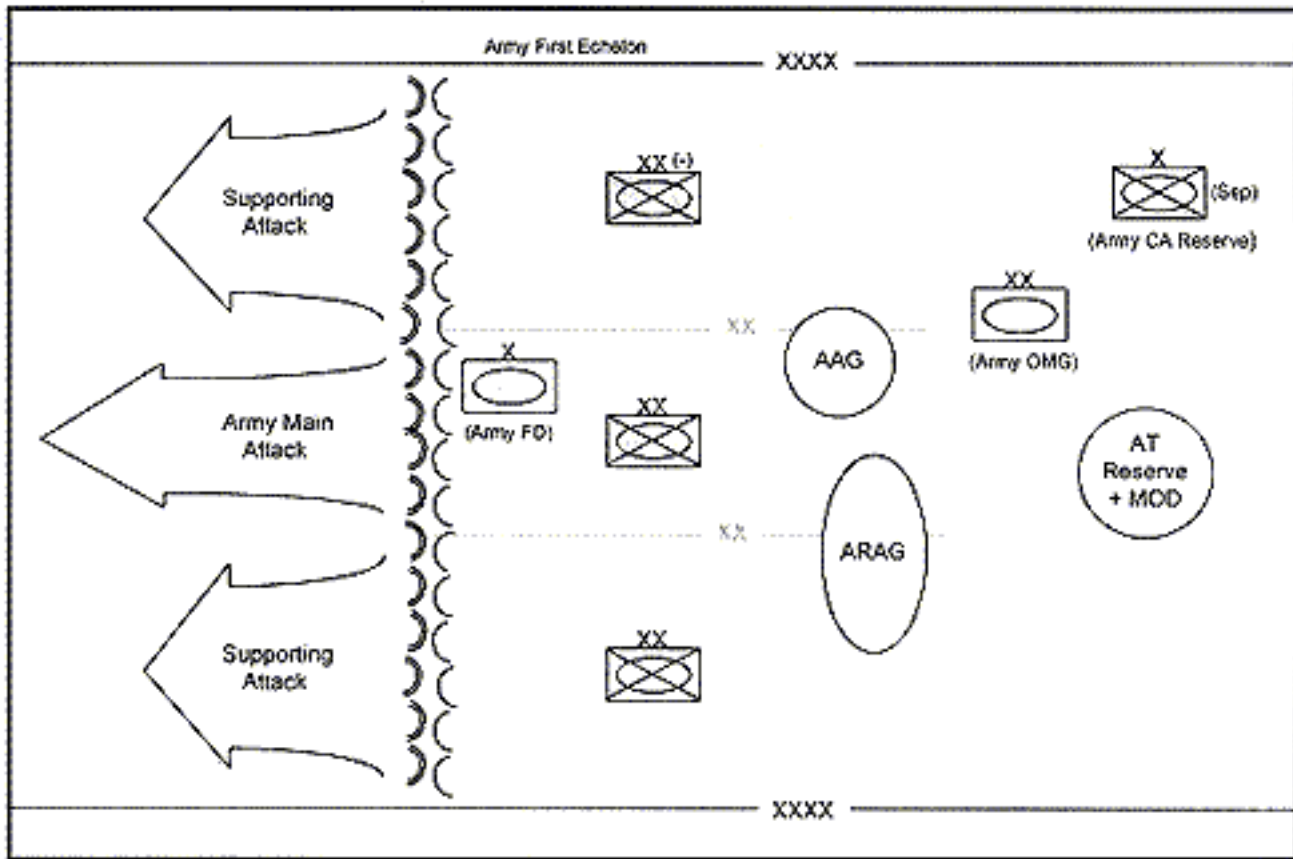 Army First Echelon
XXXX
XX (-)
X
(Sep)
(Army CA Reserve)
Supporting
Attack
XX
(Army OMG)
XX
AAG
X
(Army FD)
XX
Army Main
Attack
AT
Reserve
+ MOD
XX
ARAG
XX
Supporting
Attack
XXXX